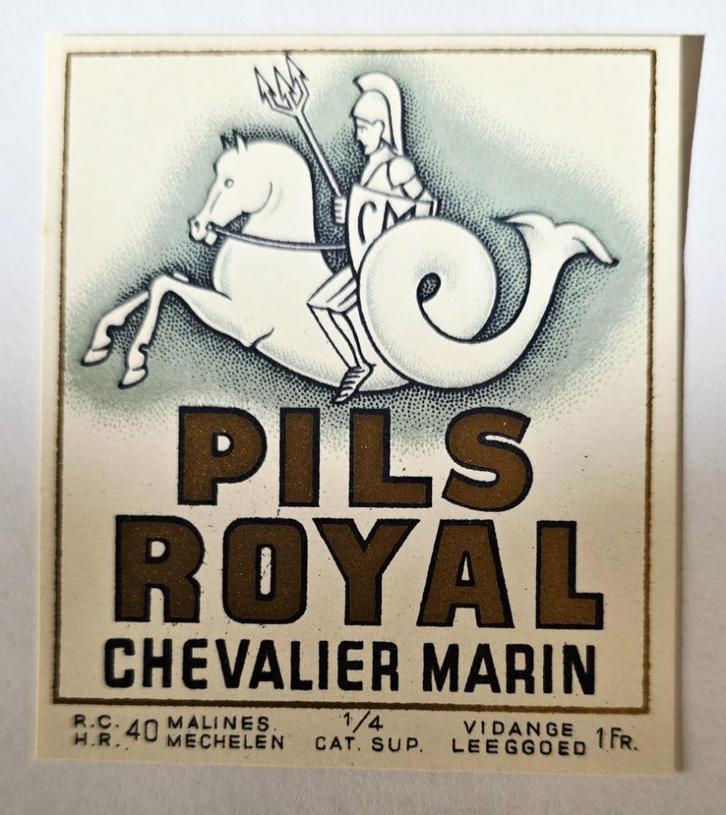 CM
PILS
ROYAL
CHEVALIER MARIN
R.C. 40 MALINES. 1/4 VIDANGE 1 FR.
H.R. MECHELEN CAT. SUP. LEEGGOED